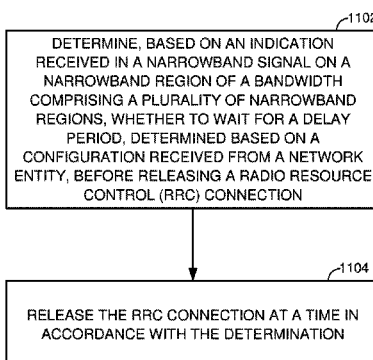 1102
DETERMINE, BASED ON AN INDICATION
RECEIVED IN A NARROWBAND SIGNAL ON A
NARROWBAND REGION OF A BANDWIDTH
COMPRISING A PLURALITY OF NARROWBAND
REGIONS, WHETHER TO WAIT FOR A DELAY
PERIOD, DETERMINED BASED ON A
CONFIGURATION RECEIVED FROM A NETWORK
ENTITY, BEFORE RELEASING A RADIO RESOURCE
CONTROL (RRC) CONNECTION
1104
RELEASE THE RRC CONNECTION AT A TIME IN
ACCORDANCE WITH THE DETERMINATION